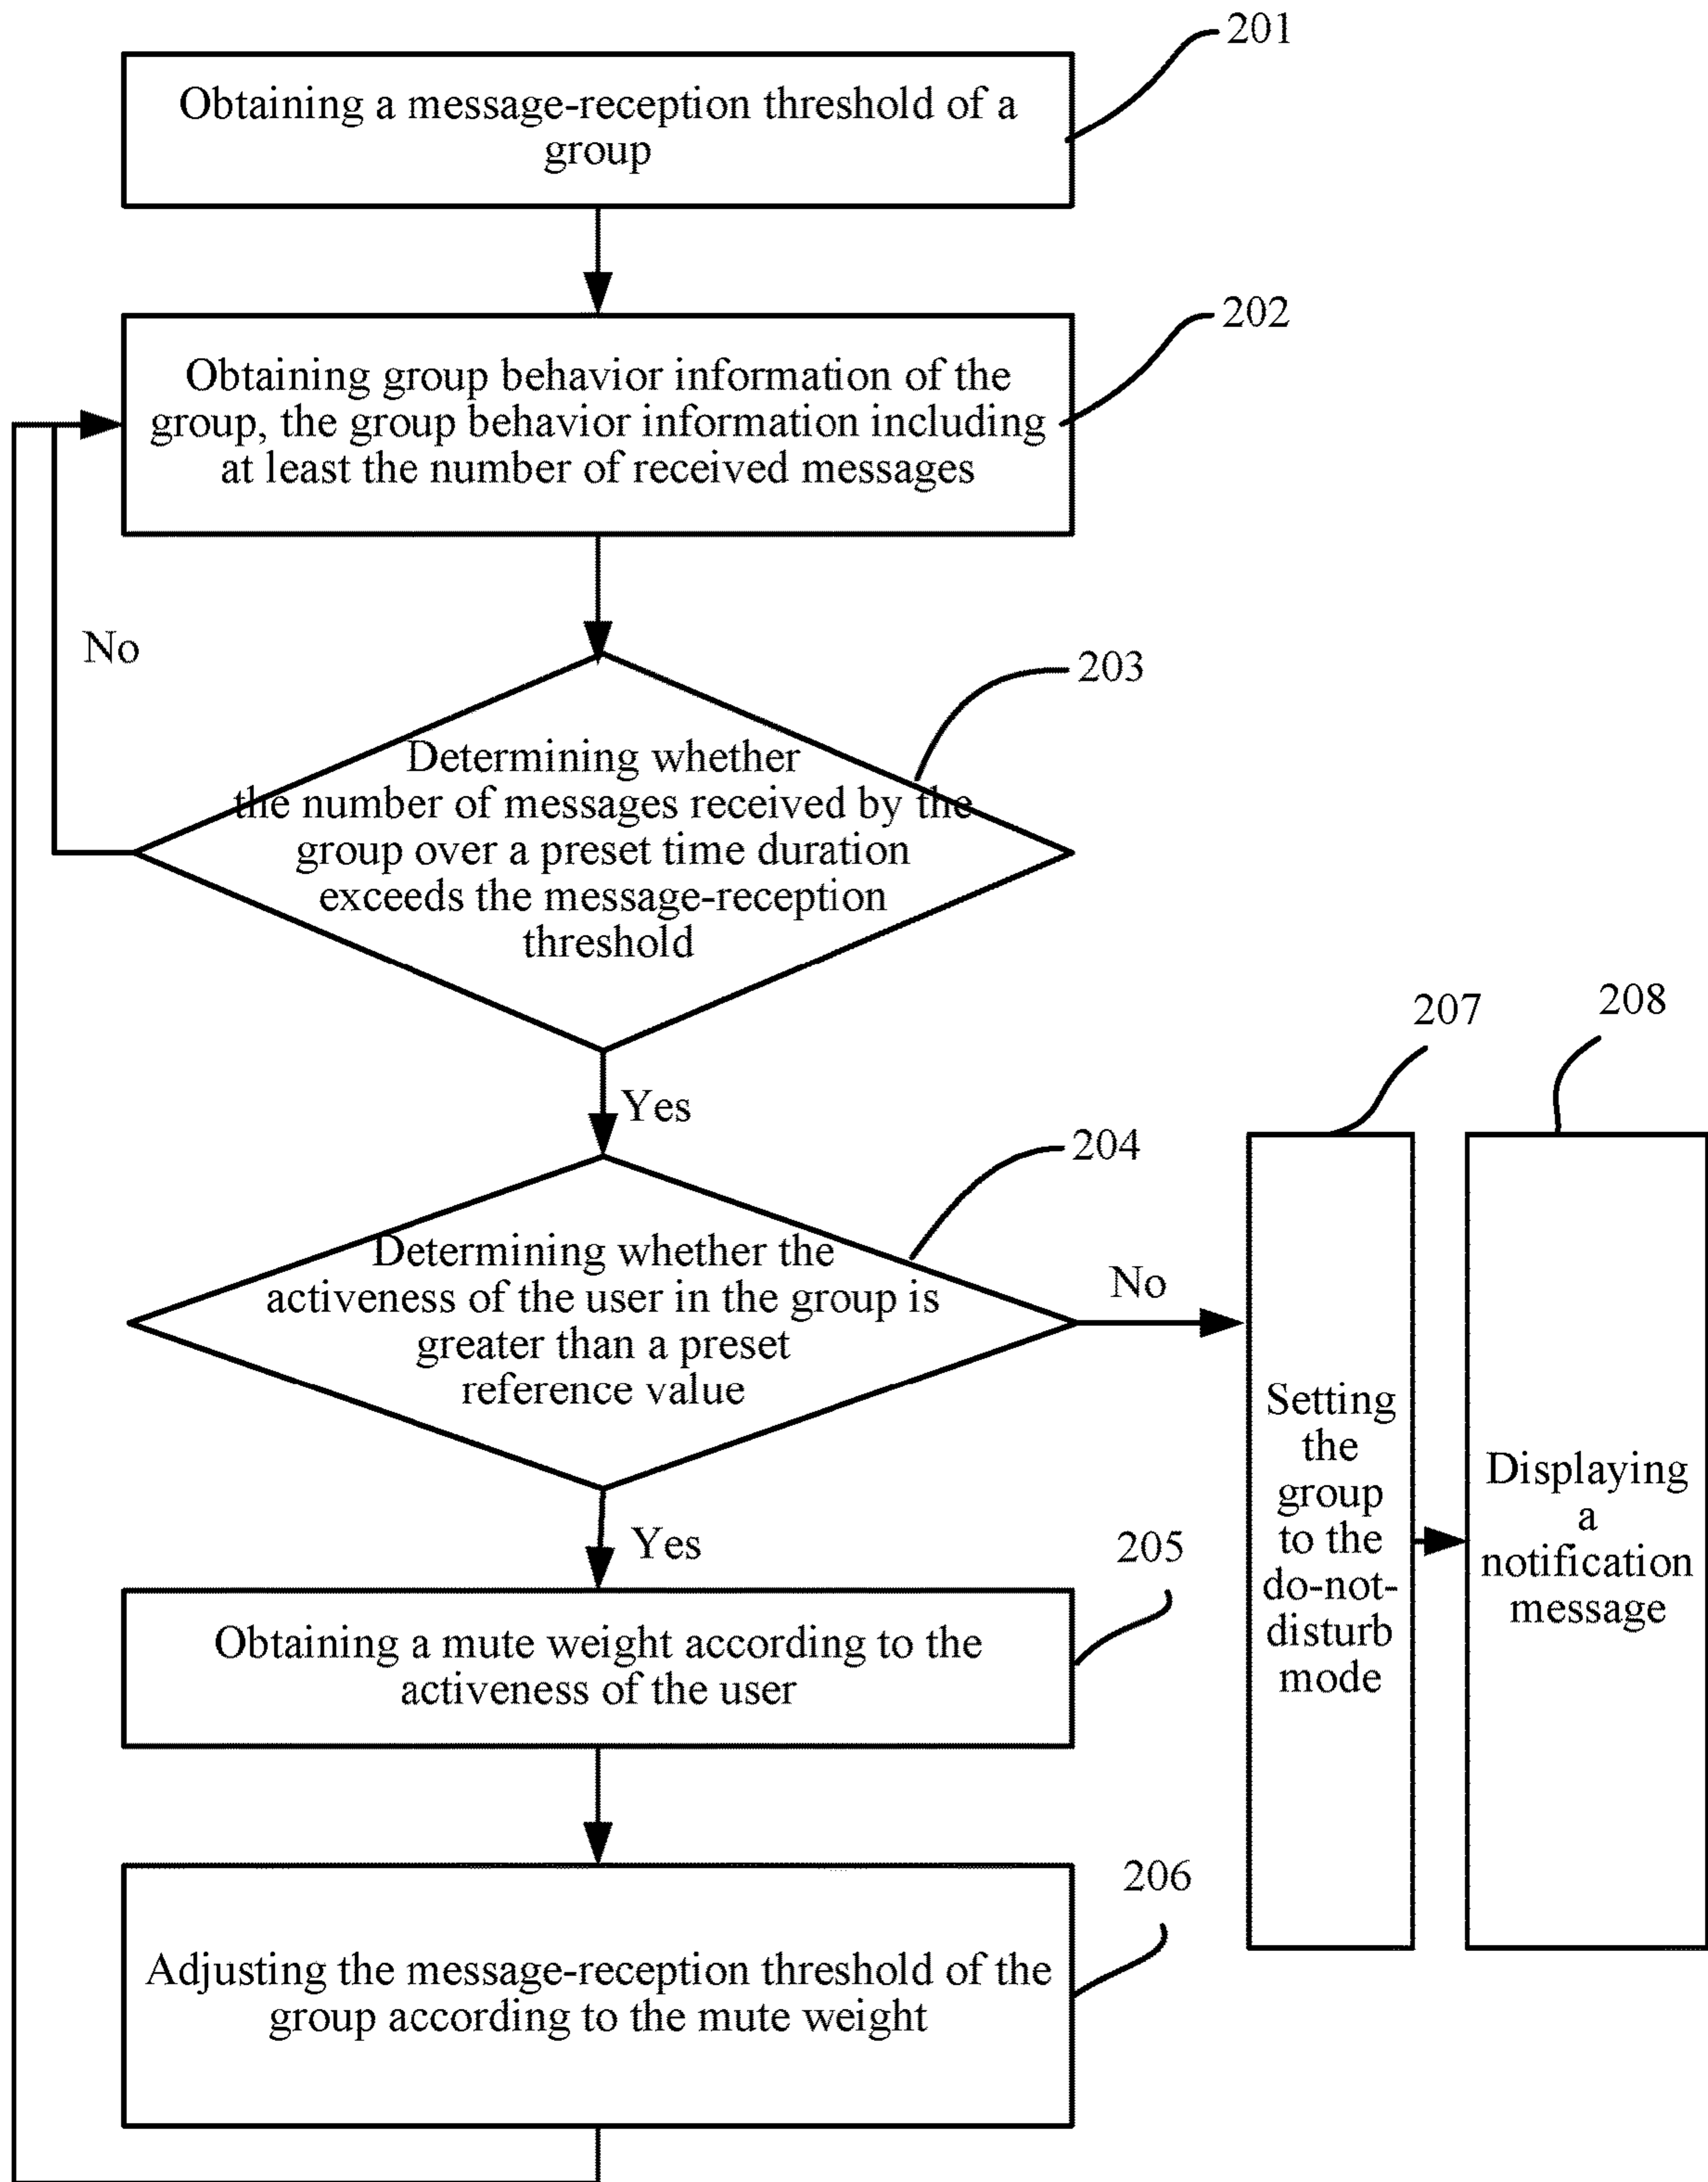 201
Obtaining a message-reception threshold of a
group
202
Obtaining group behavior information of the
group, the group behavior information including
at least the number of received messages
No
203
Determining whether
the number of messages received by the
group over a preset time duration
exceeds the message-reception
threshold
Yes
204
Determining whether the
activeness of the user in the group is
greater than a preset
reference value
No
207
Setting
the
group
to the
do-not-
disturb
mode
208
Displaying
a
notification
message
Yes
205
Obtaining a mute weight according to the
activeness of the user
206
Adjusting the message-reception threshold of the
group according to the mute weight